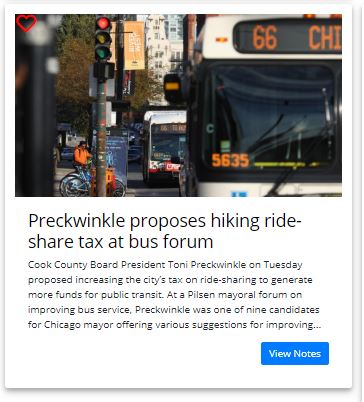 66 CHI
5635
Preckwinkle proposes hiking ride-
share tax at bus forum
Cook County Board President Toni Preckwinkle on Tuesday
proposed increasing the city's tax on ride-sharing to generate
more funds for public transit. At a Pilsen mayoral forum on
improving bus service, Preckwinkle was one of nine candidates
for Chicago mayor offering various suggestions for improving...
View Notes